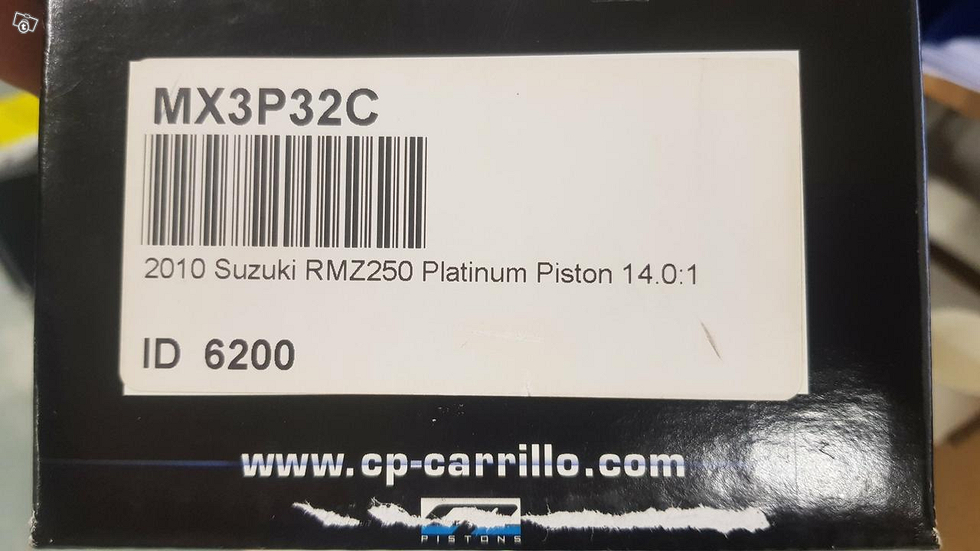 MX3P32C
2010 Suzuki RMZ250 Platinum Piston 14.0:1
ID 6200
www.cp-carrillo.com
PISTONS